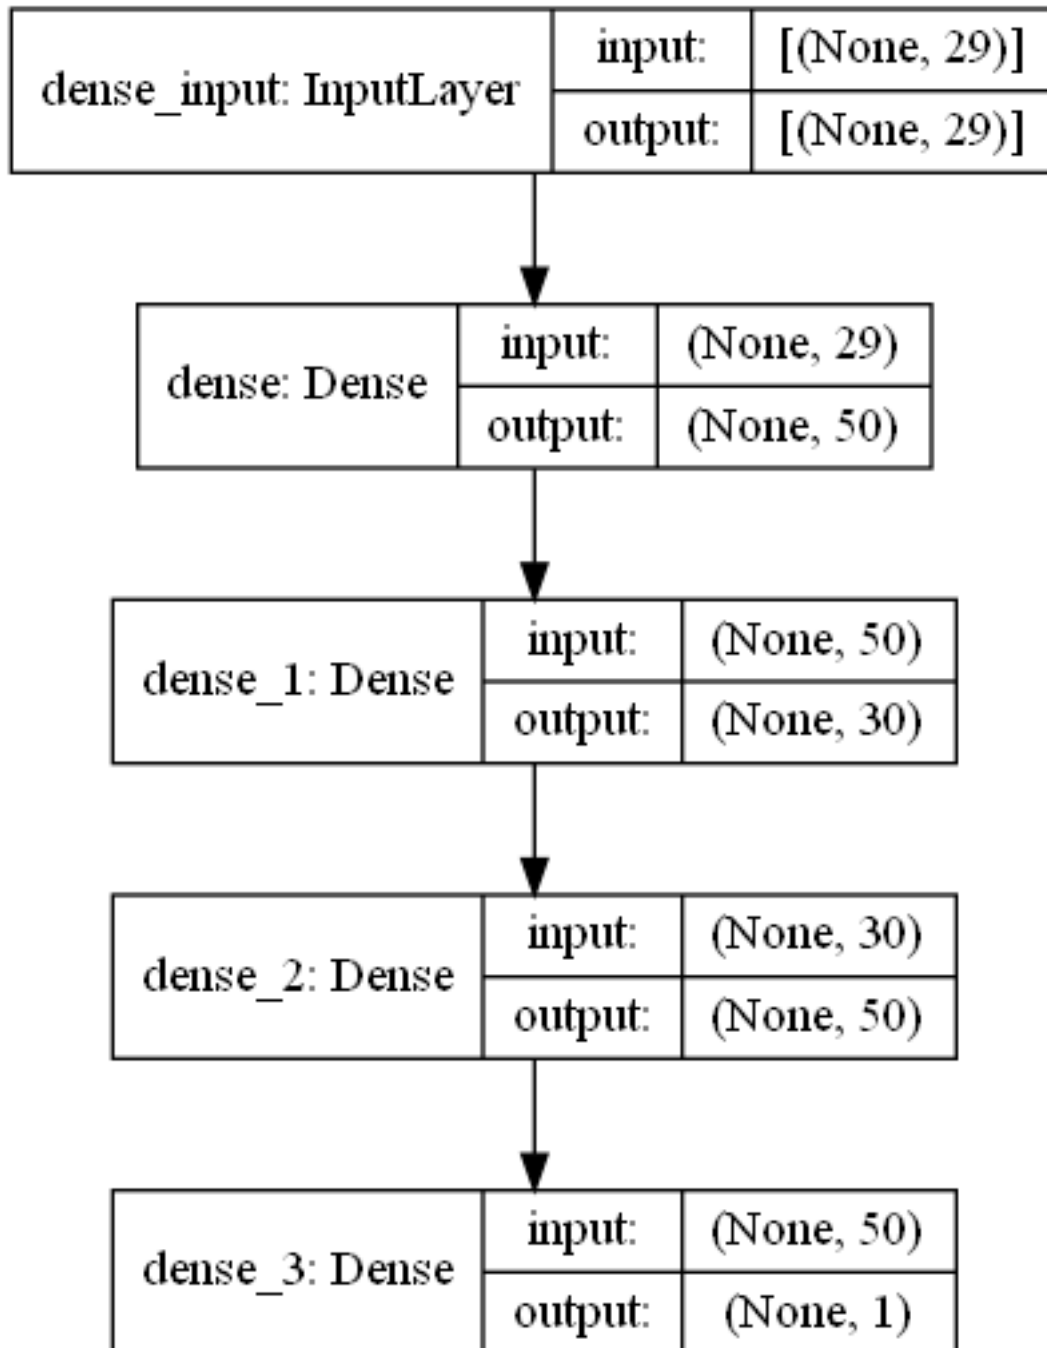 dense_input: InputLayer
input: [(None, 29)]
output: [(None, 29)]
dense: Dense
input: (None, 29)
output: (None, 50)
dense_1: Dense
input: (None, 50)
output: (None, 30)
dense_2: Dense
input: (None, 30)
output: (None, 50)
dense_3: Dense
input: (None, 50)
output: (None, 1)